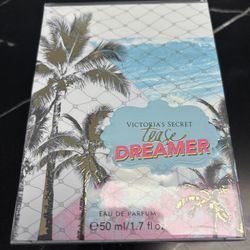 VICTORIA'S SECRET
Tease
DREAMER
EAU DE PARFUM
℮50 ml/1.7 fl oz